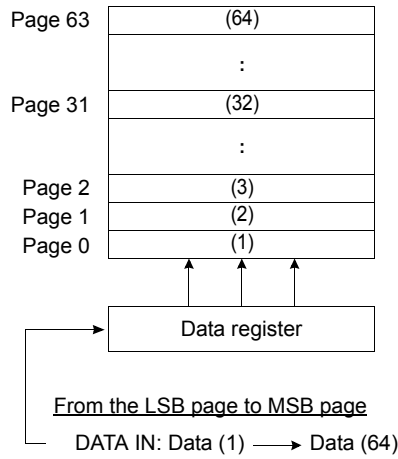 Page 63 (64)
:
Page 31 (32)
:
Page 2 (3)
Page 1 (2)
Page 0 (1)
Data register
From the LSB page to MSB page
DATA IN: Data (1) Data (64)